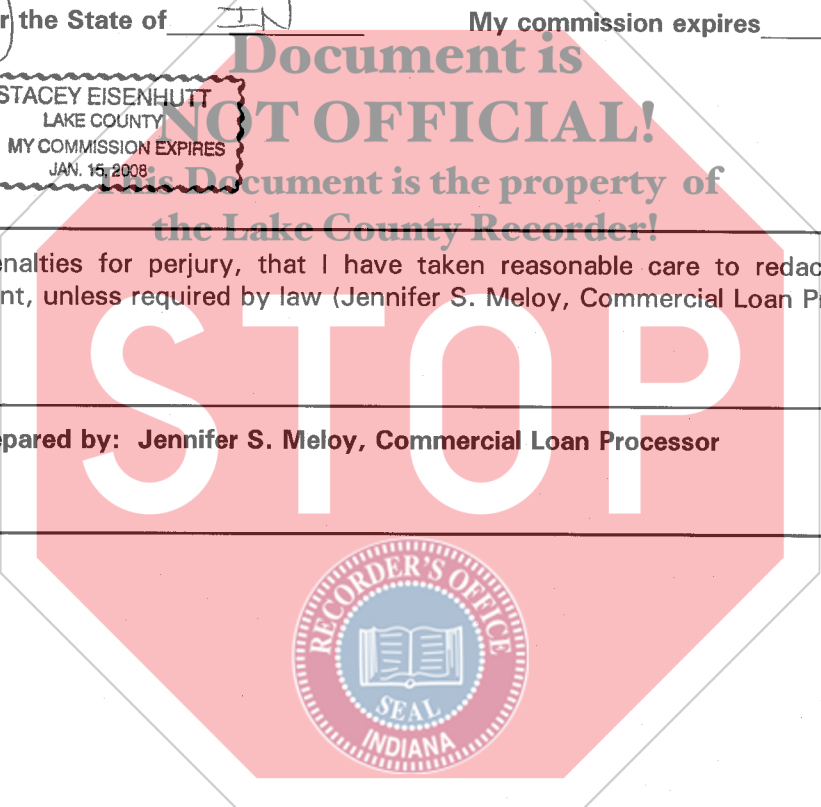 r the State of IN My commission expires
Document is
NOT OFFICIAL!
This Document is the property of
the Lake County Recorder!
STACEY EISENHUTT
LAKE COUNTY
MY COMMISSION EXPIRES
JAN. 15, 2008
enalties for perjury, that I have taken reasonable care to redac
nt, unless required by law (Jennifer S. Meloy, Commercial Loan Pr
STOP
epared by: Jennifer S. Meloy, Commercial Loan Processor
RECORDER'S OFFICE
SEAL
INDIANA